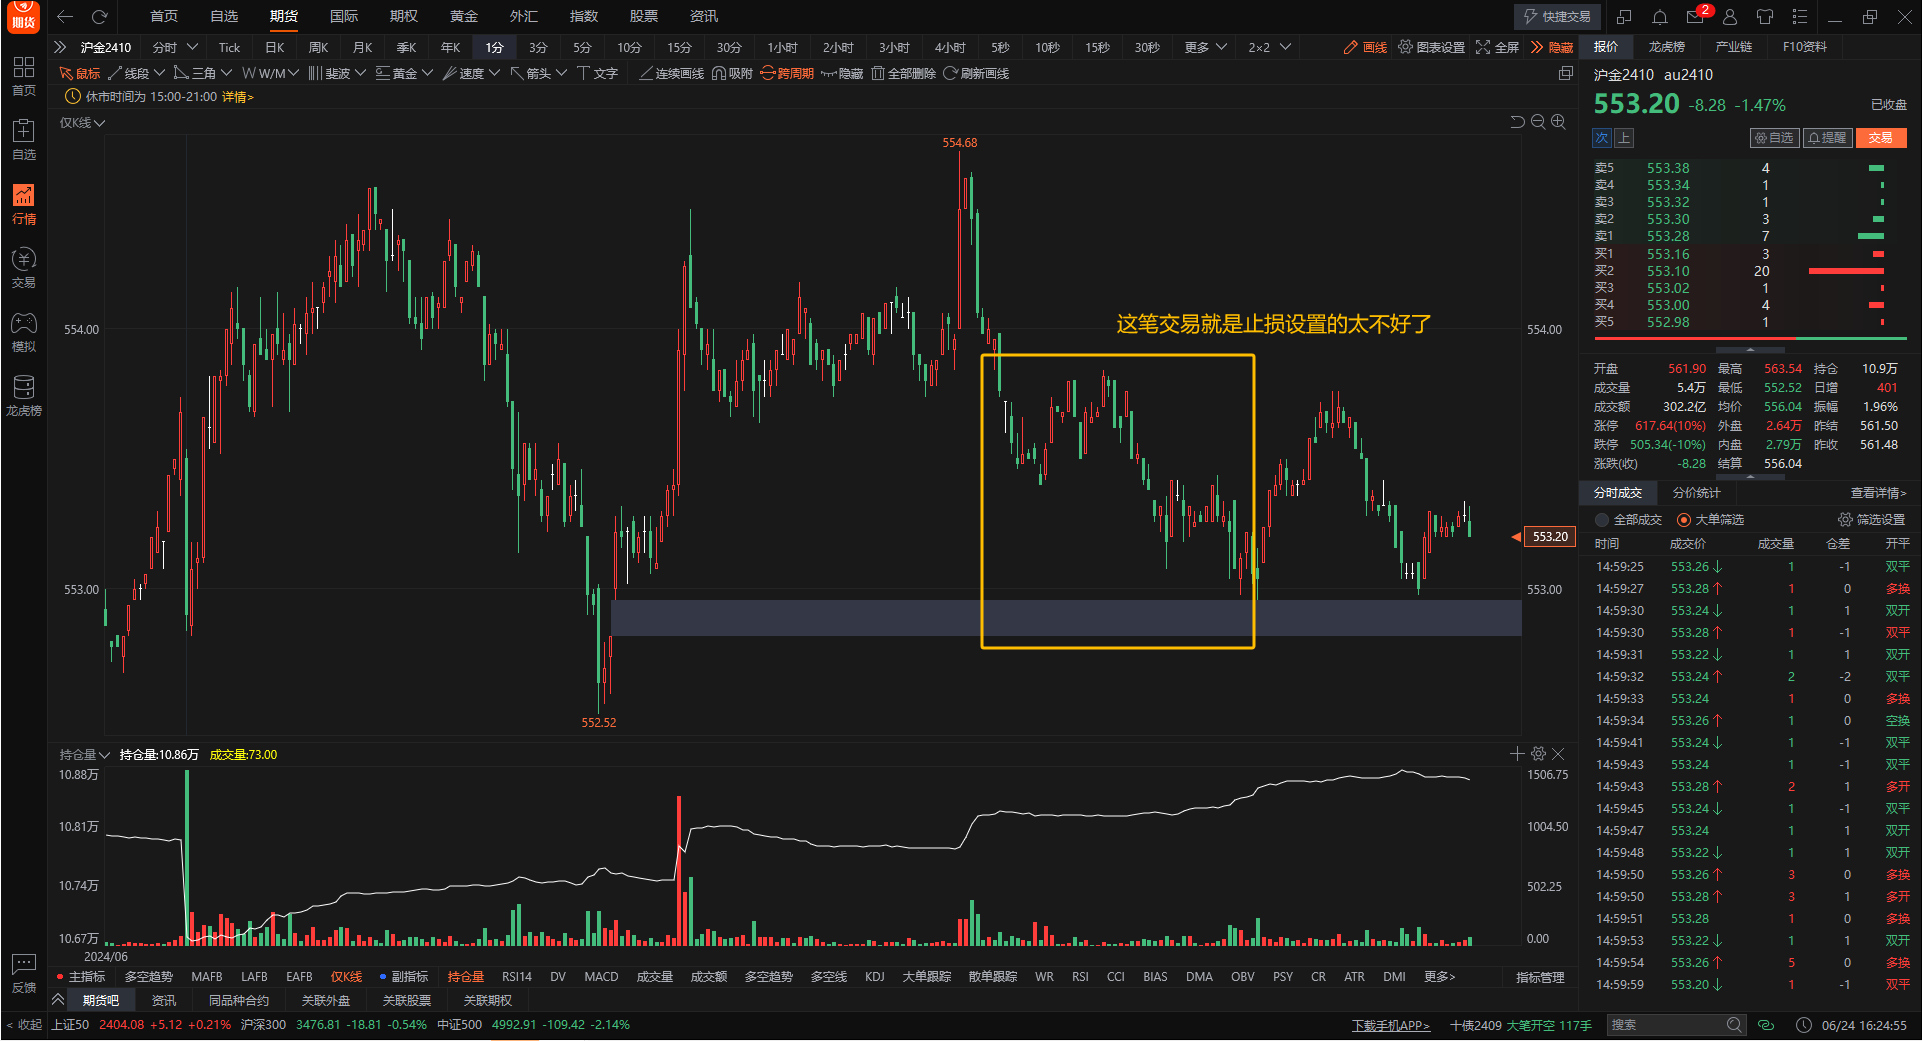 期货 首页 自选 期货 国际 期权 黄金 外汇 指数 股票 资讯 快捷交易 2
沪金2410 分时 Tick 日K 周K 月K 季K 年K 1分 3分 5分 10分 15分 30分 1小时 2小时 3小时 4小时 5秒 10秒 15秒 30秒 更多 2×2 画线 图表设置 全屏 隐藏 报价 龙虎榜 产业链 F10资料
鼠标 线段 三角 W/M 斐波 黄金 速度 箭头 文字 连续画线 吸附 跨周期 隐藏 全部删除 刷新画线
休市时间为 15:00-21:00 详情>
仅K线
首页
自选
行情
交易
模拟
龙虎榜
反馈
554.68
这笔交易就是止损设置的太不好了
554.00 554.00
553.20
553.00 553.00
552.52
持仓量 持仓量:10.86万 成交量:73.00
10.88万 1506.75
10.81万 1004.50
10.74万 502.25
10.67万 0.00
2024/06
主指标 多空趋势 MAFB LAFB EAFB 仅K线 副指标 持仓量 RSI14 DV MACD 成交量 成交额 多空趋势 多空线 KDJ 大单跟踪 散单跟踪 WR RSI CCI BIAS DMA OBV PSY CR ATR DMI 更多> 指标管理
期货吧 资讯 同品种合约 关联外盘 关联股票 关联期权
沪金2410 au2410
553.20 -8.28 -1.47% 已收盘
次 上 自选 提醒 交易
卖5 553.38 4
卖4 553.34 1
卖3 553.32 1
卖2 553.30 3
卖1 553.28 7
买1 553.16 3
买2 553.10 20
买3 553.02 1
买4 553.00 4
买5 552.98 1
开盘 561.90 最高 563.54 持仓 10.9万
成交量 5.4万 最低 552.52 日增 401
成交额 302.2亿 均价 556.04 振幅 1.96%
涨停 617.64(10%) 外盘 2.64万 昨结 561.50
跌停 505.34(-10%) 内盘 2.79万 昨收 561.48
涨跌(收) -8.28 结算 556.04
分时成交 分价统计 查看详情>
全部成交 大单筛选 筛选设置
时间 成交价 成交量 仓差 开平
14:59:25 553.26↓ 1 -1 双平
14:59:27 553.28↑ 1 0 多换
14:59:30 553.24↓ 1 1 双开
14:59:30 553.28↑ 1 -1 双平
14:59:31 553.22↓ 1 1 双开
14:59:32 553.24↑ 2 -2 双平
14:59:33 553.24 1 0 多换
14:59:34 553.26↑ 1 0 空换
14:59:41 553.24↓ 1 -1 双平
14:59:43 553.24 1 -1 双平
14:59:43 553.28↑ 2 1 多开
14:59:45 553.24↓ 1 -1 双平
14:59:47 553.24 1 1 双开
14:59:48 553.22↓ 1 1 双开
14:59:50 553.26↑ 3 0 多换
14:59:50 553.28↑ 3 1 多开
14:59:51 553.28 1 0 多换
14:59:53 553.22↓ 1 1 双开
14:59:54 553.26↑ 5 0 多换
14:59:59 553.20↓ 1 -1 双平
< 收起 上证50 2404.08 +5.12 +0.21% 沪深300 3476.81 -18.81 -0.54% 中证500 4992.91 -109.42 -2.14% 下载手机APP> 十债2409 大笔开空 117手 搜索 06/24 16:24:55